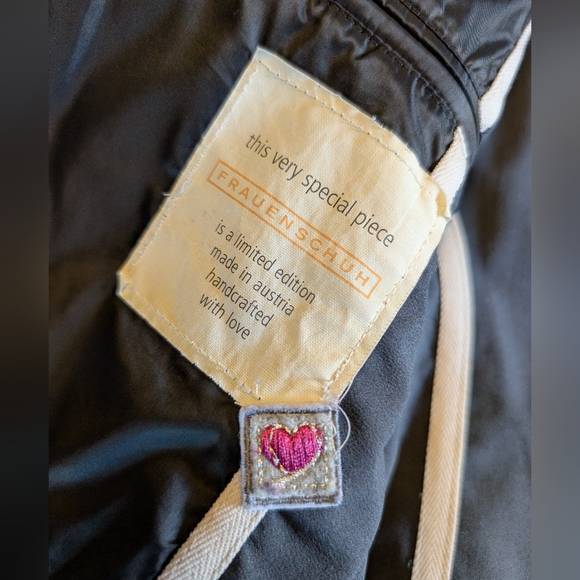 this very special piece
FRAUENSCHUH
is a limited edition
made in austria
handcrafted
with love